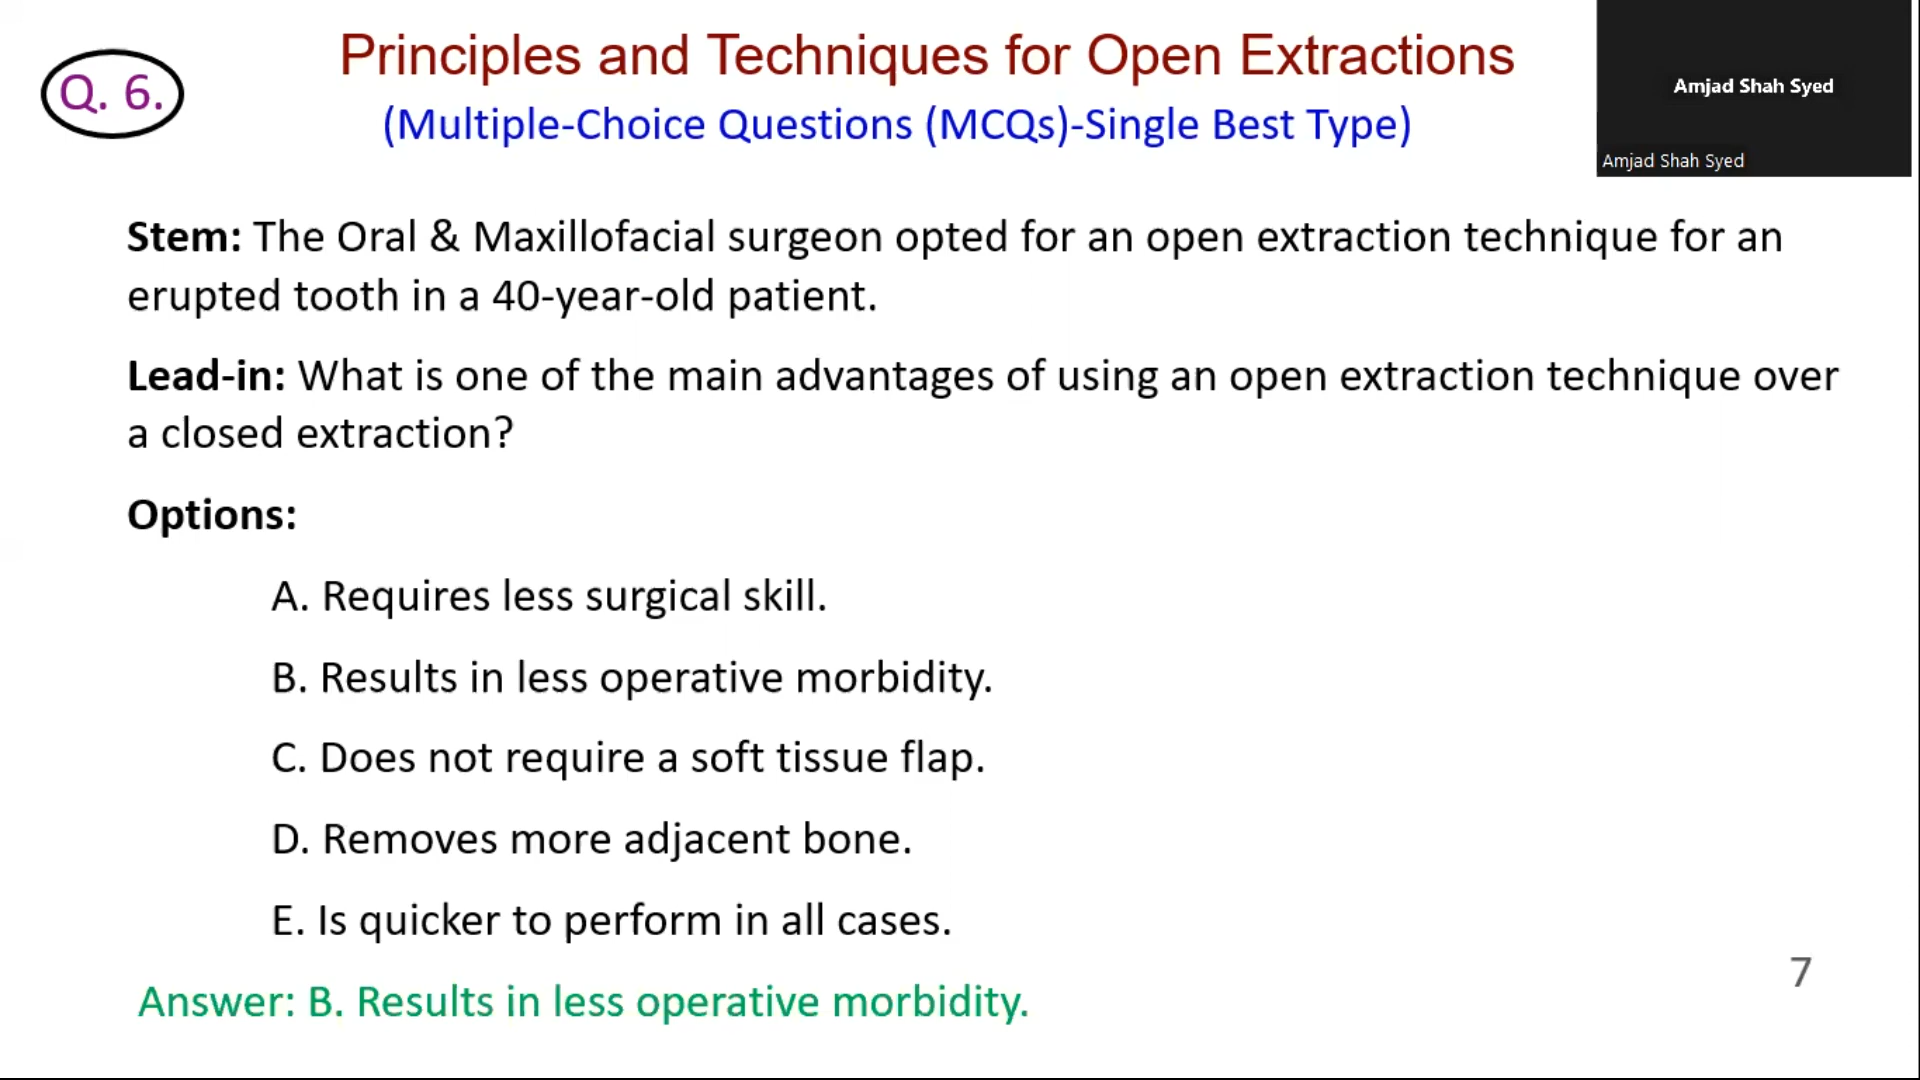 Q. 6.
Principles and Techniques for Open Extractions
(Multiple-Choice Questions (MCQs)-Single Best Type)
Amjad Shah Syed
Amjad Shah Syed
Stem: The Oral & Maxillofacial surgeon opted for an open extraction technique for an
erupted tooth in a 40-year-old patient.
Lead-in: What is one of the main advantages of using an open extraction technique over
a closed extraction?
Options:
A. Requires less surgical skill.
B. Results in less operative morbidity.
C. Does not require a soft tissue flap.
D. Removes more adjacent bone.
E. Is quicker to perform in all cases.
7
Answer: B. Results in less operative morbidity.